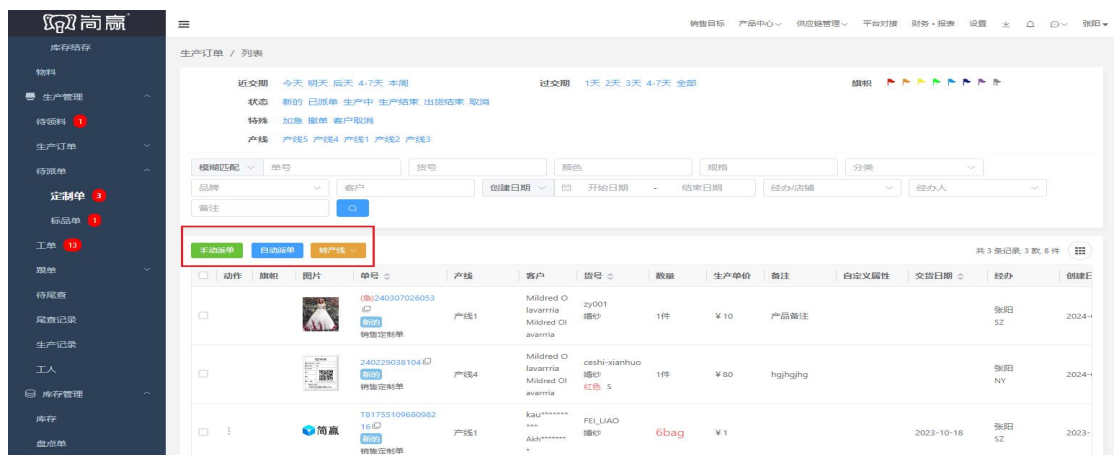 简赢
销售目标 产品中心 供应链管理 平台对接 财务·报表 设置 张阳
库存结存
物料
生产管理
待领料 1
生产订单
待派单
定制单 3
标品单 1
工单 13
跟单
待尾查
尾查记录
生产记录
工人
库存管理
库存
盘点单
生产订单 / 列表
近交期 今天 明天 后天 4-7天 本周 过交期 1天 2天 3天 4-7天 全部 旗帜
状态 新的 已派单 生产中 生产结束 出货结束 取消
特殊 加急 撤单 客户取消
产线 产线5 产线4 产线1 产线2 产线3
模糊匹配 单号 货号 颜色 规格 分类
品牌 客户 创建日期 开始日期 - 结束日期 经办/店铺 经办人
备注
手动派单 自动派单 转产线 共 3 条记录, 3 款, 8 件
动作 旗帜 图片 单号 产线 客户 货号 数量 生产单价 备注 自定义属性 交货日期 经办 创建日
(急)240307026053
新的
销售定制单
产线1
Mildred O
lavarrria
Mildred Ol
avarrria
zy001
婚纱
1件
¥ 10
产品备注
张阳
SZ
2024-
240229038104
新的
销售定制单
产线4
Mildred O
lavarrria
Mildred Ol
avarrria
ceshi-xianhuo
婚纱
红色 S
1件
¥ 80
hgjhgjhg
张阳
NY
2024-
简赢
T81755109680982
16
新的
销售定制单
产线1
kau*******
***
Akh*******
*
FEI_LIAO
婚纱
6bag
¥ 1
2023-10-18
张阳
SZ
2023-